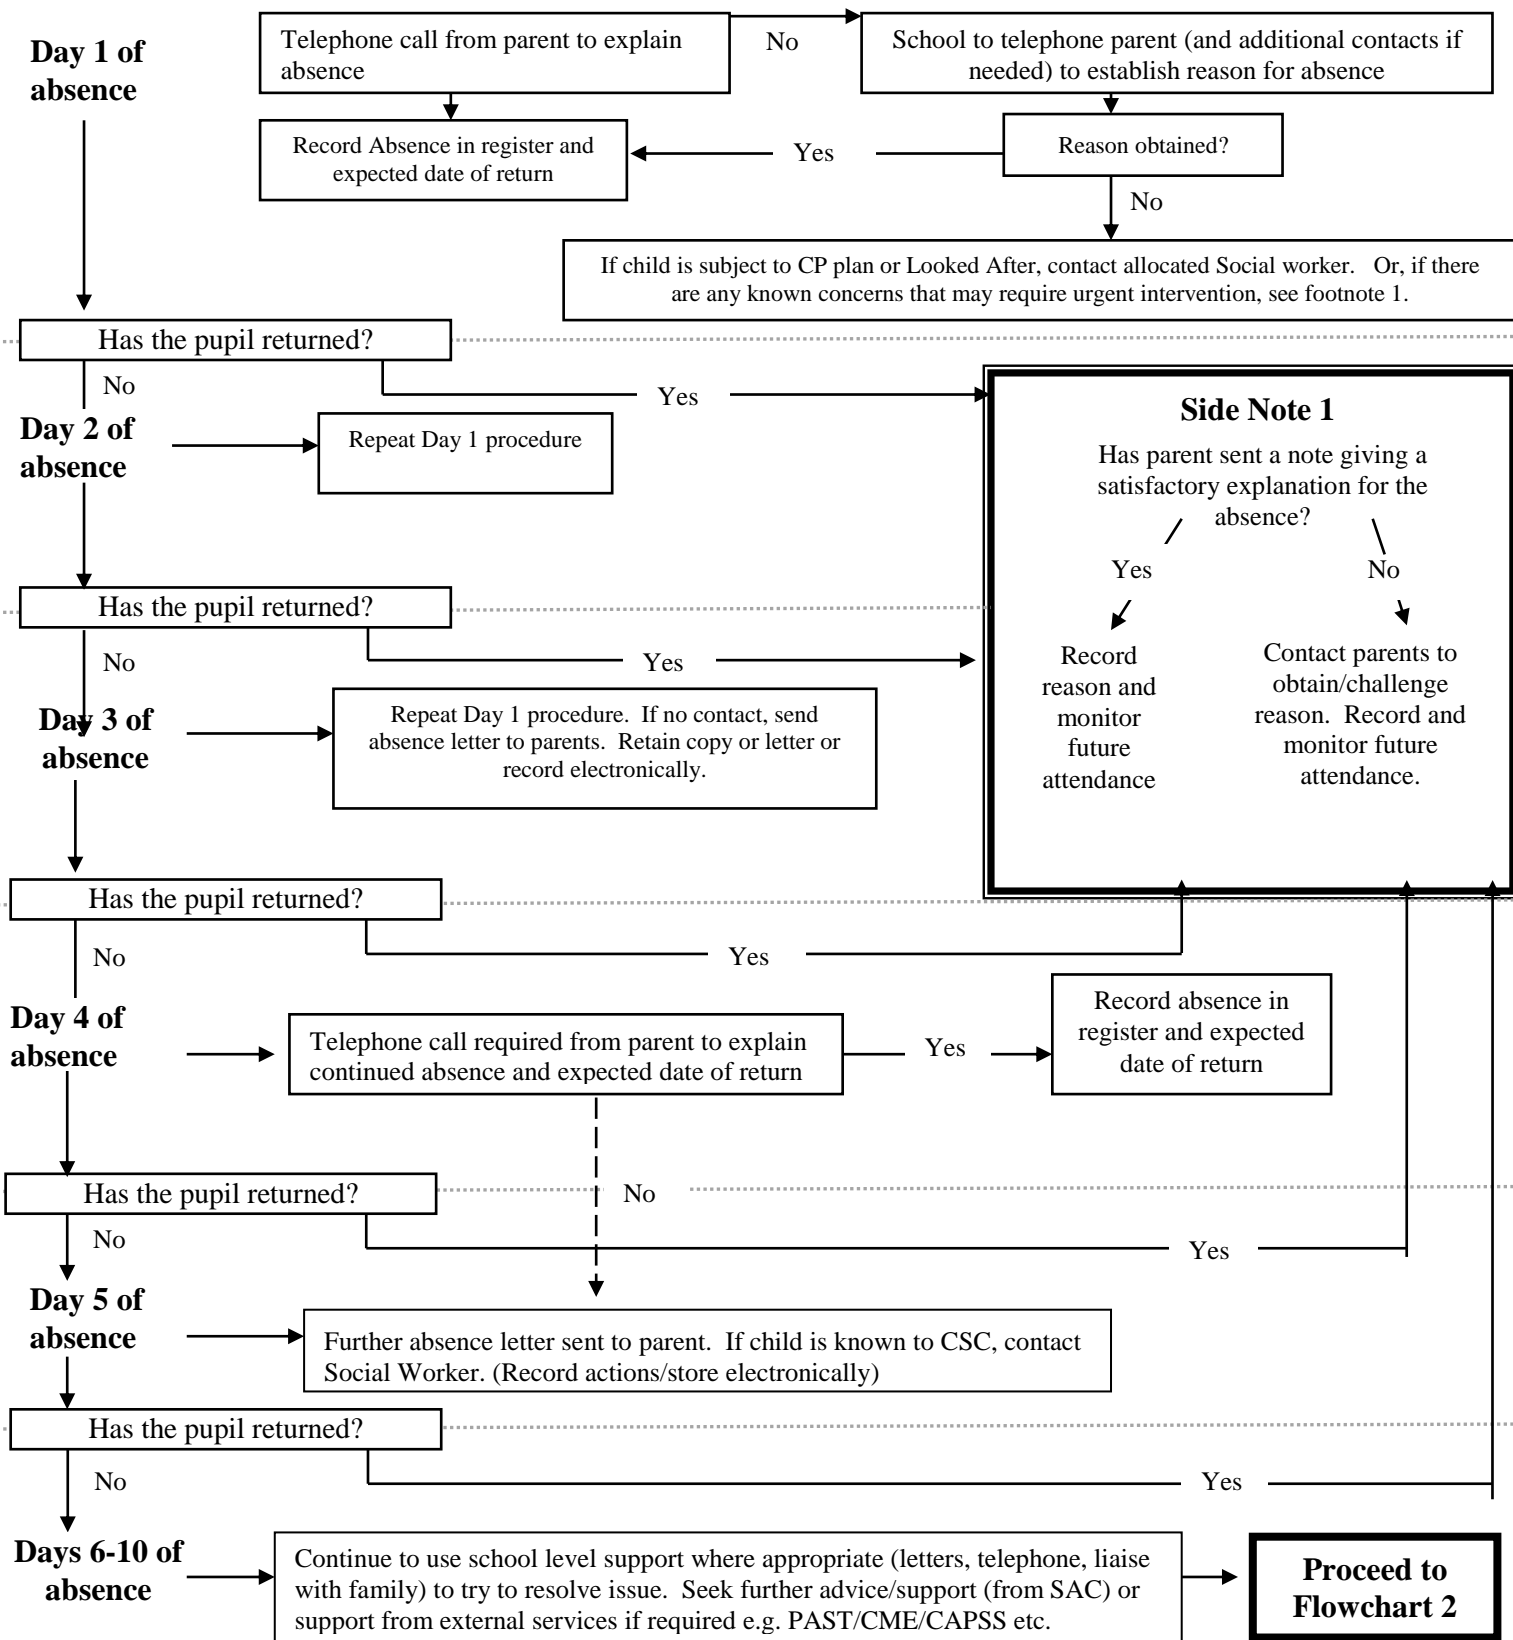 Day 1 of
absence
Telephone call from parent to explain
absence
No
School to telephone parent (and additional contacts if
needed) to establish reason for absence
Record Absence in register and
expected date of return
Yes
Reason obtained?
No
If child is subject to CP plan or Looked After, contact allocated Social worker. Or, if there
are any known concerns that may require urgent intervention, see footnote 1.
Has the pupil returned?
No
Yes
Day 2 of
absence
Repeat Day 1 procedure
Side Note 1
Has parent sent a note giving a
satisfactory explanation for the
absence?
Yes
No
Record
reason and
monitor
future
attendance
Contact parents to
obtain/challenge
reason. Record and
monitor future
attendance.
Has the pupil returned?
No
Yes
Day 3 of
absence
Repeat Day 1 procedure. If no contact, send
absence letter to parents. Retain copy or letter or
record electronically.
Has the pupil returned?
No
Yes
Day 4 of
absence
Telephone call required from parent to explain
continued absence and expected date of return
Yes
Record absence in
register and expected
date of return
Has the pupil returned?
No
No
Yes
Day 5 of
absence
Further absence letter sent to parent. If child is known to CSC, contact
Social Worker. (Record actions/store electronically)
Has the pupil returned?
No
Yes
Days 6-10 of
absence
Continue to use school level support where appropriate (letters, telephone, liaise
with family) to try to resolve issue. Seek further advice/support (from SAC) or
support from external services if required e.g. PAST/CME/CAPSS etc.
Proceed to
Flowchart 2